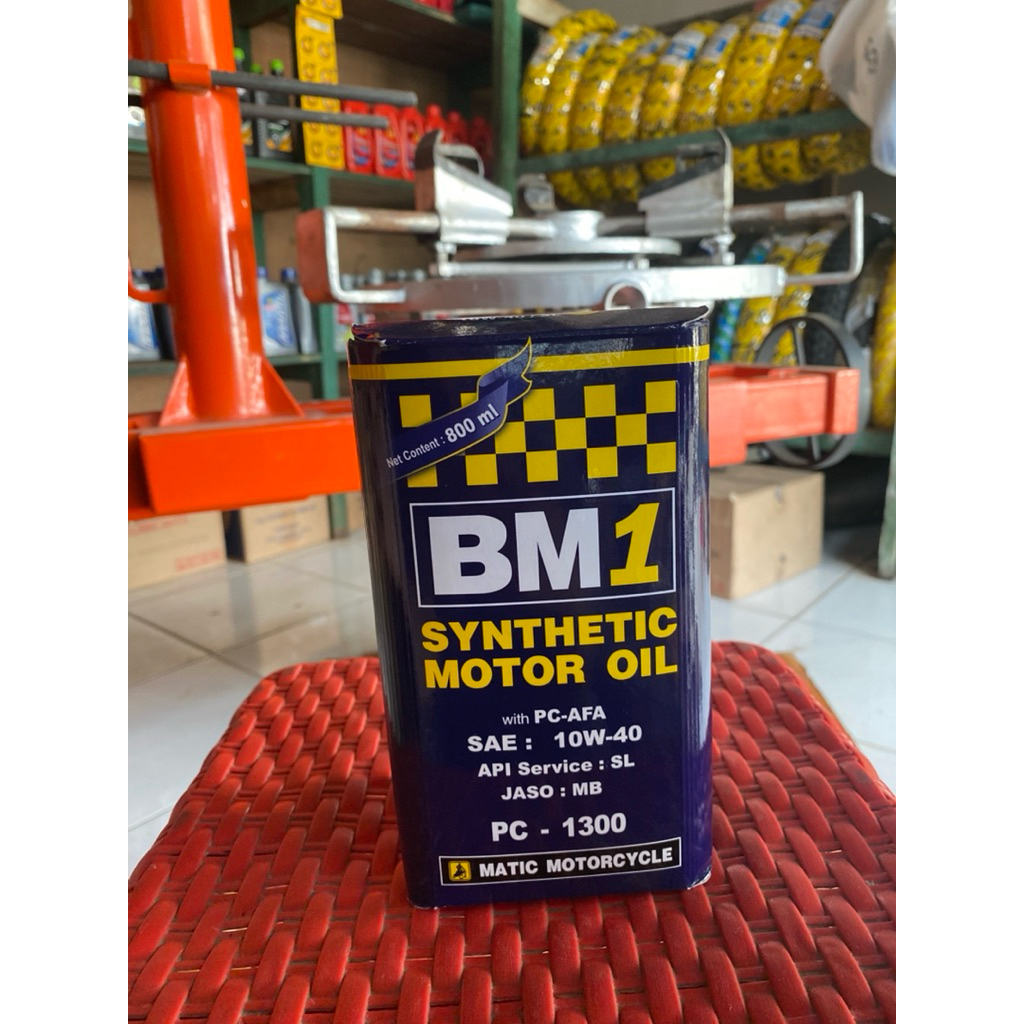 Net Content : 800 ml
BM1
SYNTHETIC
MOTOR OIL
with PC-AFA
SAE : 10W-40
API Service : SL
JASO : MB
PC - 1300
MATIC MOTORCYCLE